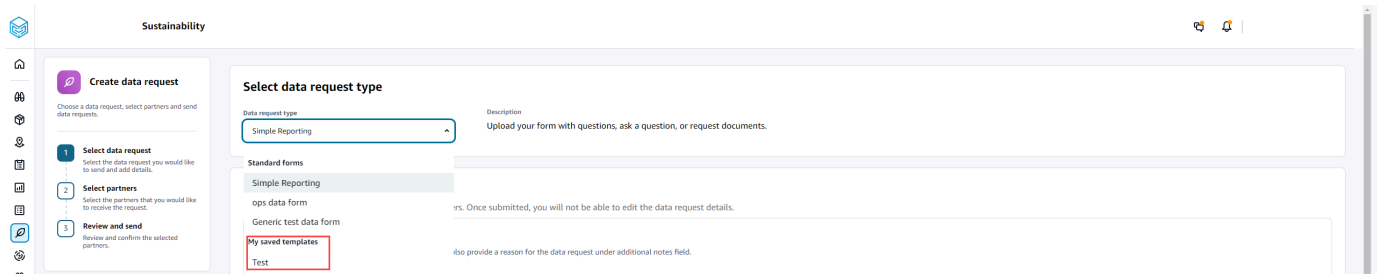 Sustainability
Create data request
Choose a data request, select partners and send
data requests.
1
Select data request
Select the data request you would like
to send and add details.
2
Select partners
Select the partners that you would like
to receive the request.
3
Review and send
Review and confirm the selected
partners.
Select data request type
Data request type
Simple Reporting
Description
Upload your form with questions, ask a question, or request documents.
Standard forms
Simple Reporting
ops data form
Generic test data form
My saved templates
Test
ers. Once submitted, you will not be able to edit the data request details.
lso provide a reason for the data request under additional notes field.